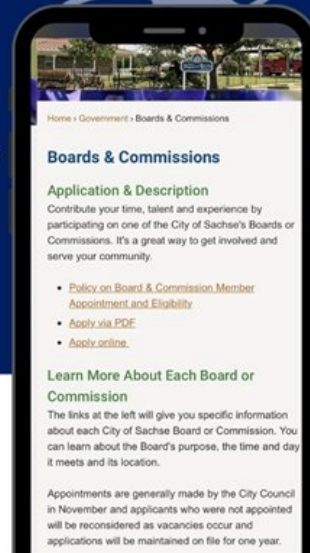 Home › Government › Boards & Commissions
Boards & Commissions
Application & Description
Contribute your time, talent and experience by
participating on one of the City of Sachse's Boards or
Commissions. It's a great way to get involved and
serve your community.
• Policy on Board & Commission Member
Appointment and Eligibility
• Apply via PDF
• Apply online
Learn More About Each Board or
Commission
The links at the left will give you specific information
about each City of Sachse Board or Commission. You
can learn about the Board's purpose, the time and day
it meets and its location.
Appointments are generally made by the City Council
in November and applicants who were not appointed
will be reconsidered as vacancies occur and
applications will be maintained on file for one year.